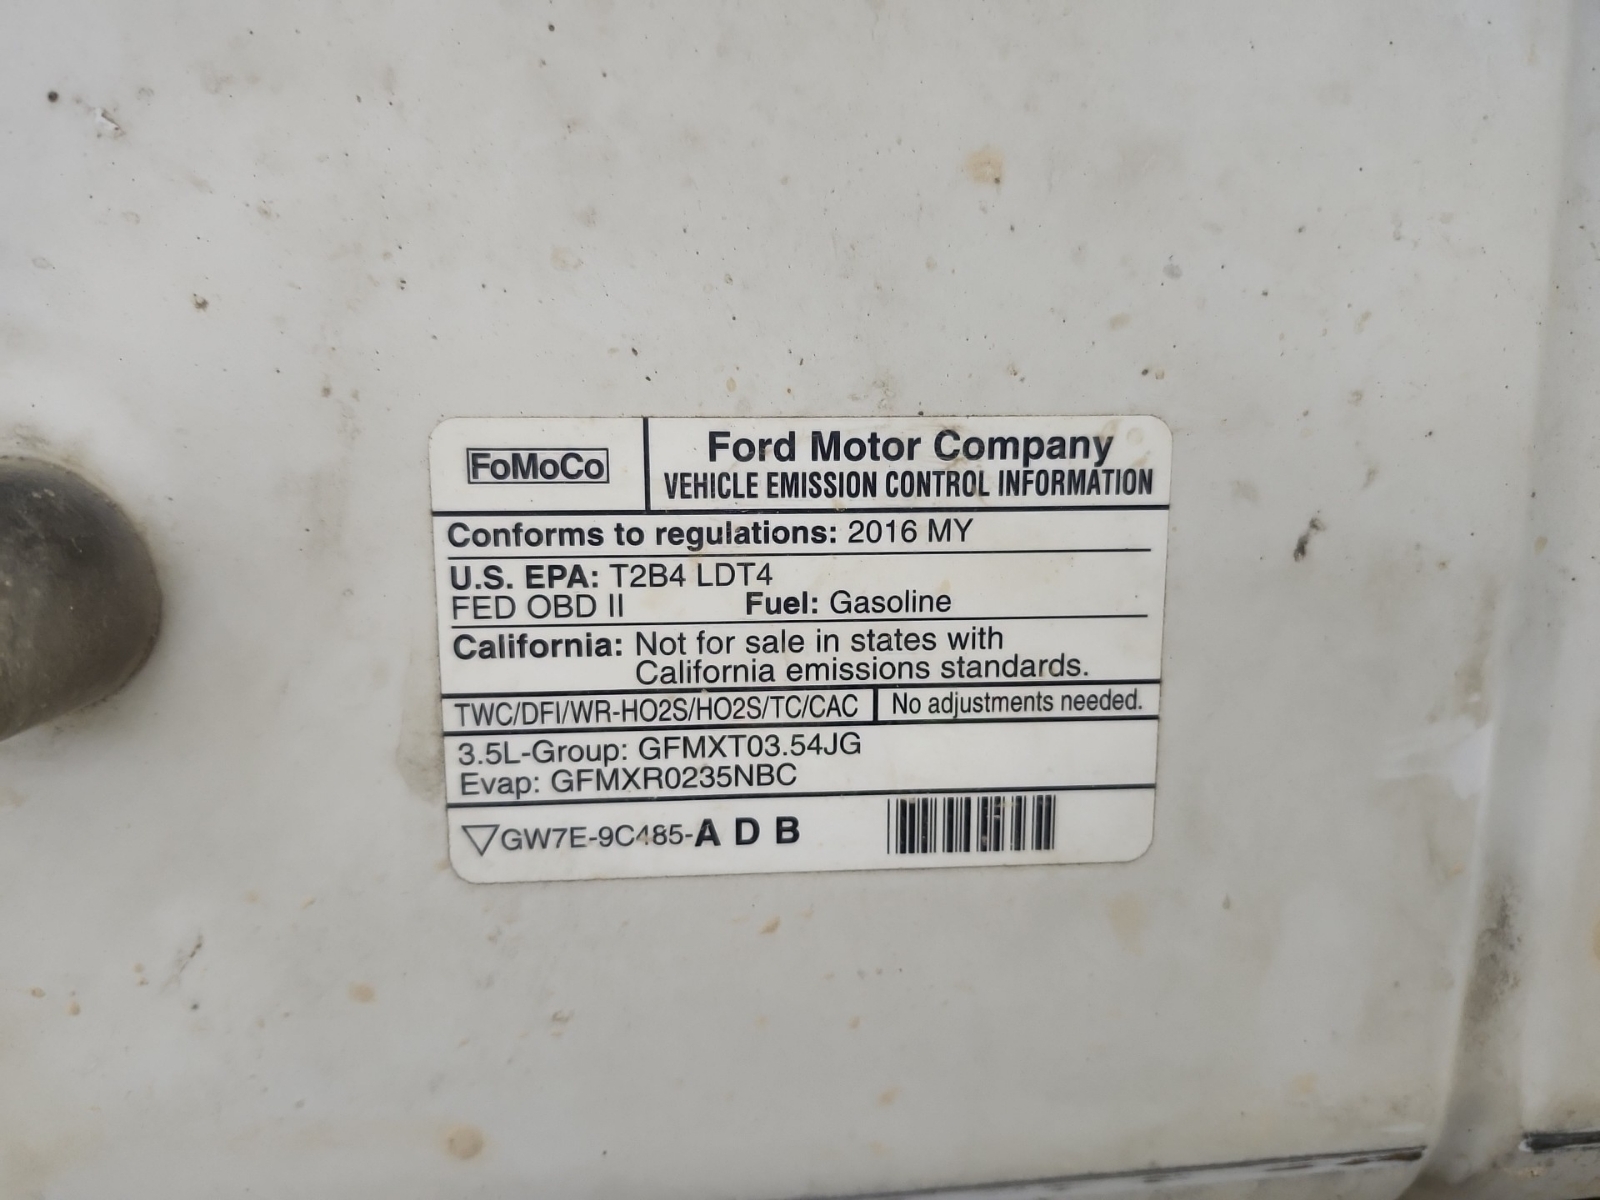 FoMoCo
Ford Motor Company
VEHICLE EMISSION CONTROL INFORMATION
Conforms to regulations: 2016 MY
U.S. EPA: T2B4 LDT4
FED OBD II Fuel: Gasoline
California: Not for sale in states with
California emissions standards.
TWC/DFI/WR-HO2S/HO2S/TC/CAC No adjustments needed.
3.5L-Group: GFMXT03.54JG
Evap: GFMXR0235NBC
GW7E-9C485-A D B